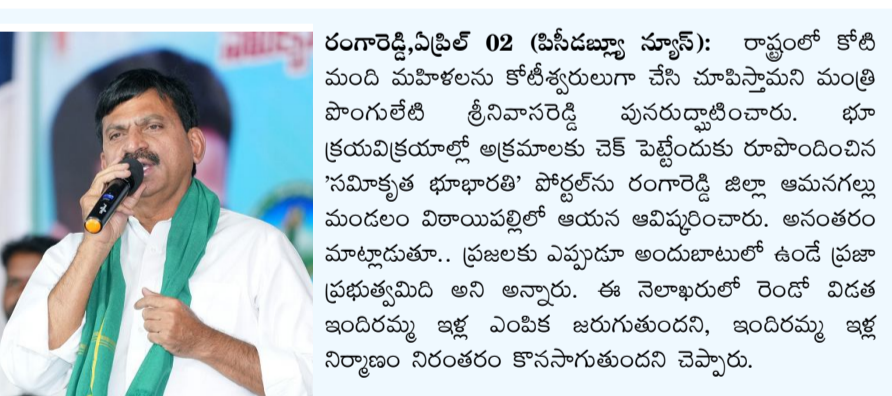 రంగారెడ్డి,ఏప్రిల్ 02 (పిసీడబ్ల్యూ న్యూస్): రాష్ట్రంలో కోటి
మంది మహిళలను కోటీశ్వరులుగా చేసి చూపిస్తామని మంత్రి
పొంగులేటి శ్రీనివాసరెడ్డి పునరుద్ఘాటించారు. భూ
క్రయవిక్రయాల్లో అక్రమాలకు చెక్ పెట్టేందుకు రూపొందించిన
'సమీకృత భూభారతి' పోర్టల్‌ను రంగారెడ్డి జిల్లా ఆమనగల్లు
మండలం విఠాయిపల్లిలో ఆయన ఆవిష్కరించారు. అనంతరం
మాట్లాడుతూ.. ప్రజలకు ఎప్పుడూ అందుబాటులో ఉండే ప్రజా
ప్రభుత్వమిది అని అన్నారు. ఈ నెలాఖరులో రెండో విడత
ఇందిరమ్మ ఇళ్ల ఎంపిక జరుగుతుందని, ఇందిరమ్మ ఇళ్ల
నిర్మాణం నిరంతరం కొనసాగుతుందని చెప్పారు.